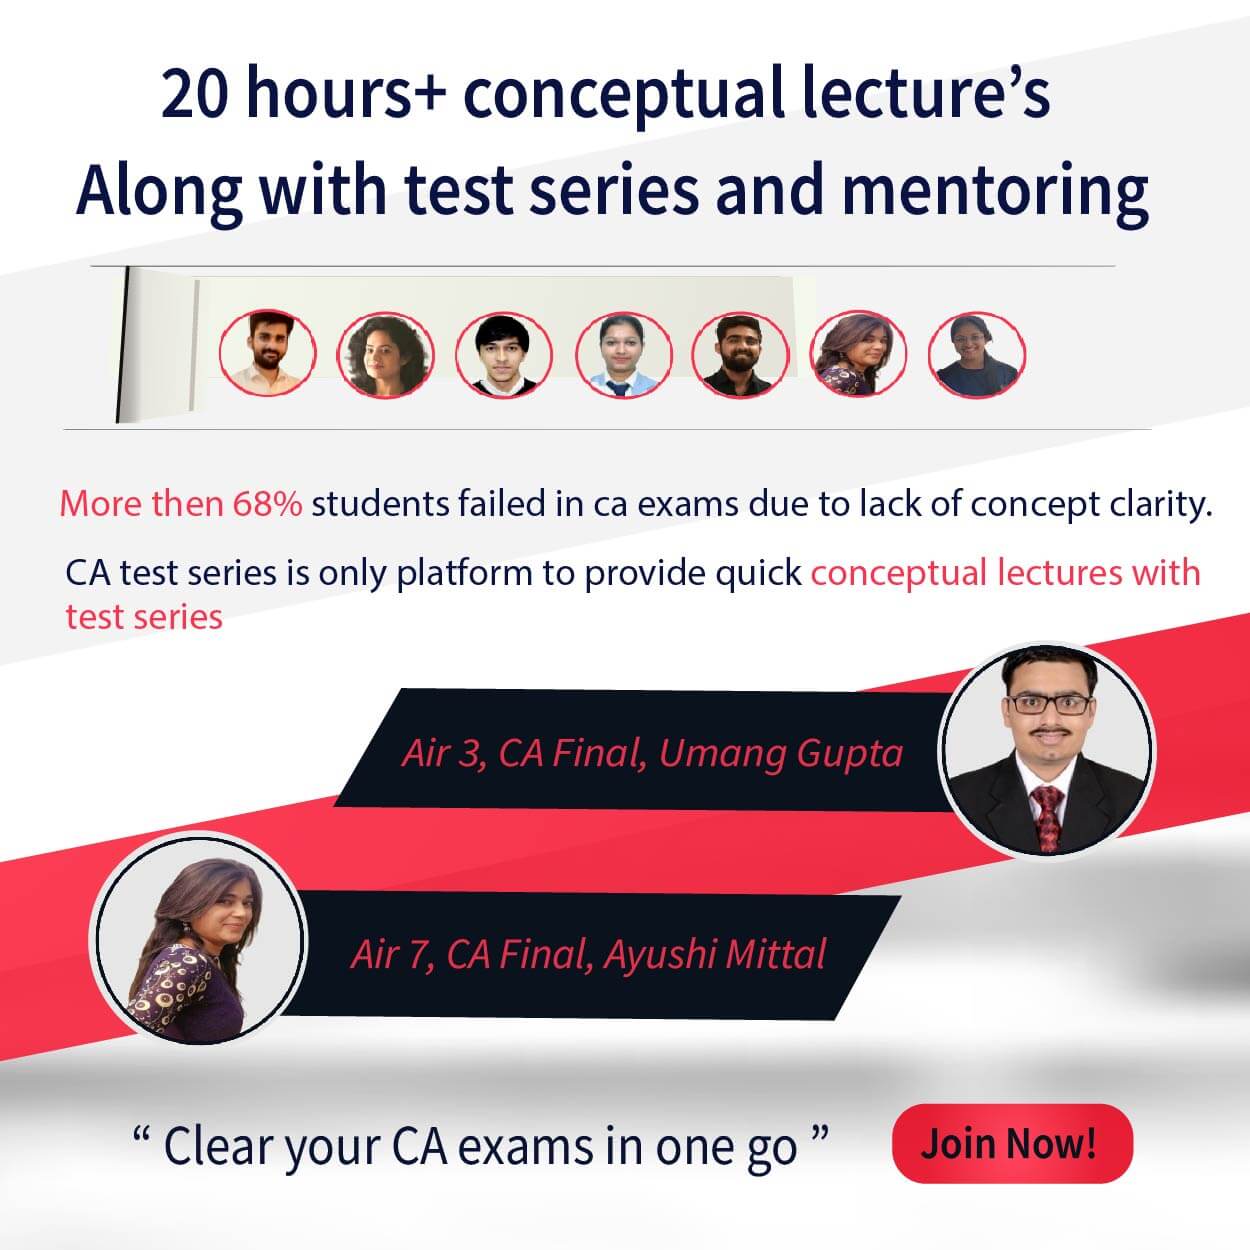 20 hours+ conceptual lecture’s
Along with test series and mentoring
More then 68% students failed in ca exams due to lack of concept clarity.
CA test series is only platform to provide quick conceptual lectures with
test series
Air 3, CA Final, Umang Gupta
Air 7, CA Final, Ayushi Mittal
“ Clear your CA exams in one go ”
Join Now!